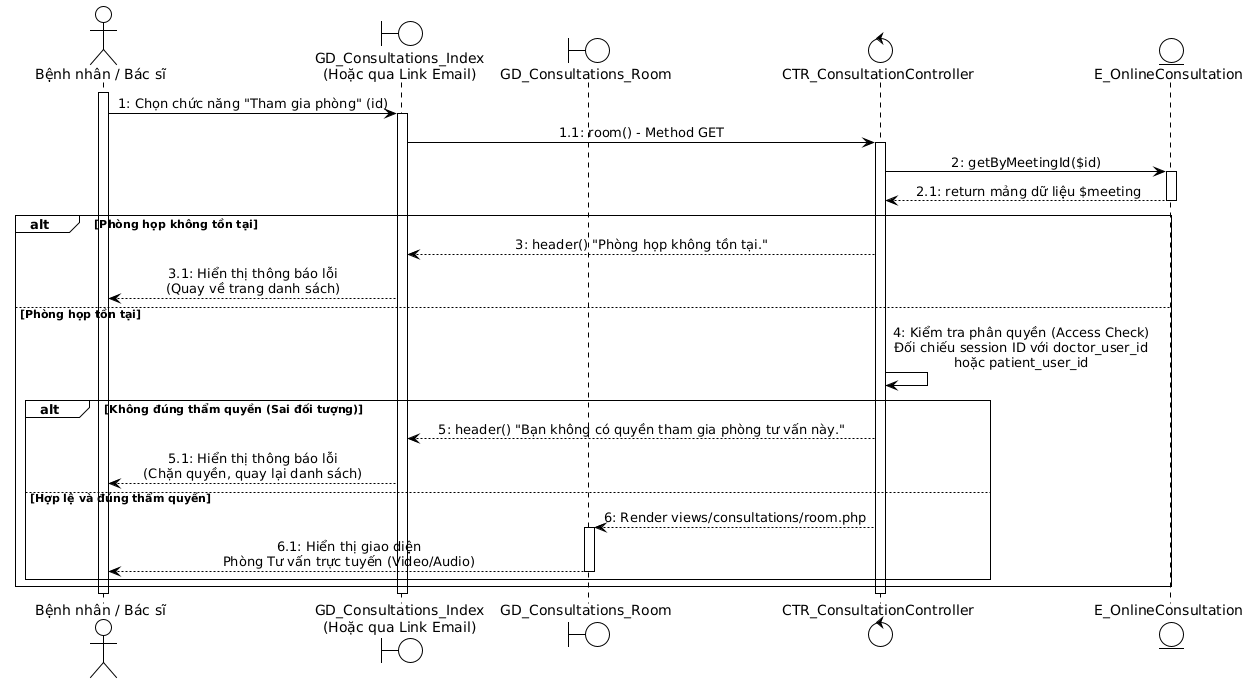 Bệnh nhân / Bác sĩ
GD_Consultations_Index
(Hoặc qua Link Email)
GD_Consultations_Room
CTR_ConsultationController
E_OnlineConsultation
1: Chọn chức năng "Tham gia phòng" (id)
1.1: room() - Method GET
2: getByMeetingId($id)
2.1: return mảng dữ liệu $meeting
alt
[Phòng họp không tồn tại]
3: header() "Phòng họp không tồn tại."
3.1: Hiển thị thông báo lỗi
(Quay về trang danh sách)
[Phòng họp tồn tại]
4: Kiểm tra phân quyền (Access Check)
Đối chiếu session ID với doctor_user_id
hoặc patient_user_id
alt
[Không đúng thẩm quyền (Sai đối tượng)]
5: header() "Bạn không có quyền tham gia phòng tư vấn này."
5.1: Hiển thị thông báo lỗi
(Chặn quyền, quay lại danh sách)
[Hợp lệ và đúng thẩm quyền]
6: Render views/consultations/room.php
6.1: Hiển thị giao diện
Phòng Tư vấn trực tuyến (Video/Audio)
Bệnh nhân / Bác sĩ
GD_Consultations_Index
(Hoặc qua Link Email)
GD_Consultations_Room
CTR_ConsultationController
E_OnlineConsultation